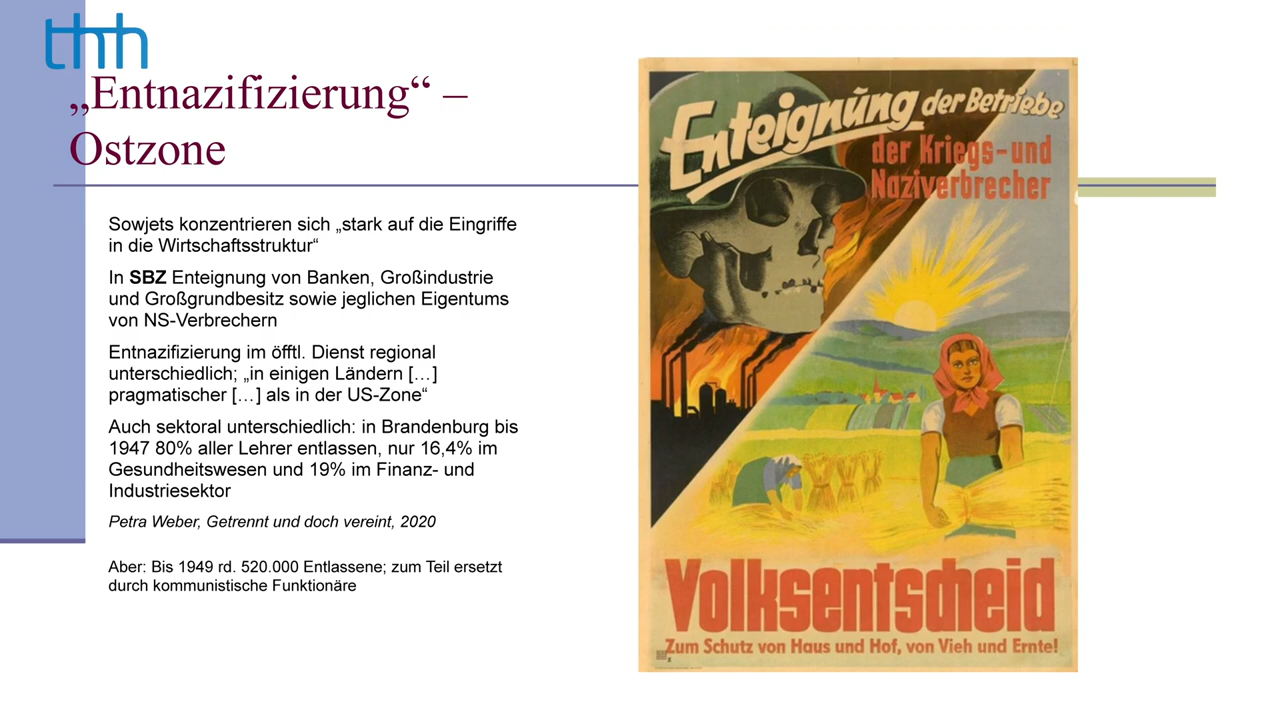 thh
„Entnazifizierung“ –
Ostzone
Sowjets konzentrieren sich „stark auf die Eingriffe
in die Wirtschaftsstruktur“
In SBZ Enteignung von Banken, Großindustrie
und Großgrundbesitz sowie jeglichen Eigentums
von NS-Verbrechern
Entnazifizierung im öfftl. Dienst regional
unterschiedlich; „in einigen Ländern […]
pragmatischer […] als in der US-Zone“
Auch sektoral unterschiedlich: in Brandenburg bis
1947 80% aller Lehrer entlassen, nur 16,4% im
Gesundheitswesen und 19% im Finanz- und
Industriesektor
Petra Weber, Getrennt und doch vereint, 2020
Aber: Bis 1949 rd. 520.000 Entlassene; zum Teil ersetzt
durch kommunistische Funktionäre
Enteignung der Betriebe
der Kriegs-und
Naziverbrecher
Volksentscheid
Zum Schutz von Haus und Hof, von Vieh und Ernte!